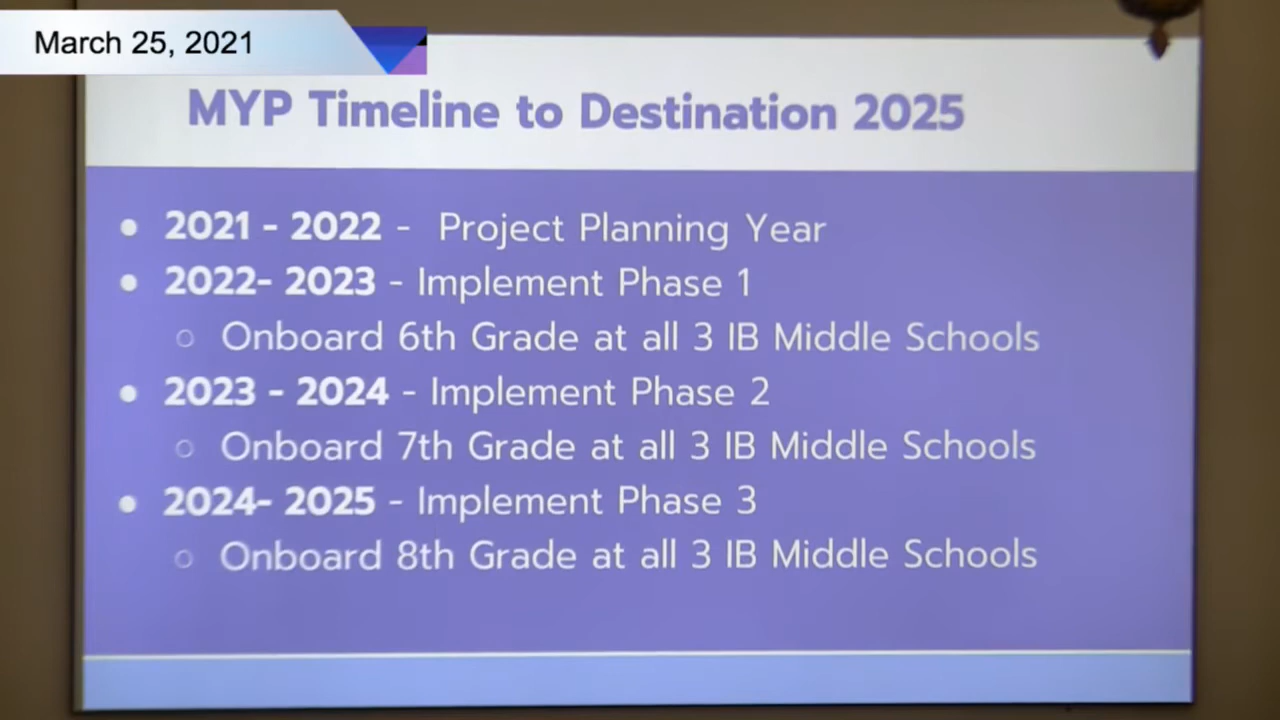 March 25, 2021
MYP Timeline to Destination 2025
● 2021 - 2022 - Project Planning Year
● 2022- 2023 - Implement Phase 1
○ Onboard 6th Grade at all 3 IB Middle Schools
● 2023 - 2024 - Implement Phase 2
○ Onboard 7th Grade at all 3 IB Middle Schools
● 2024- 2025 - Implement Phase 3
○ Onboard 8th Grade at all 3 IB Middle Schools